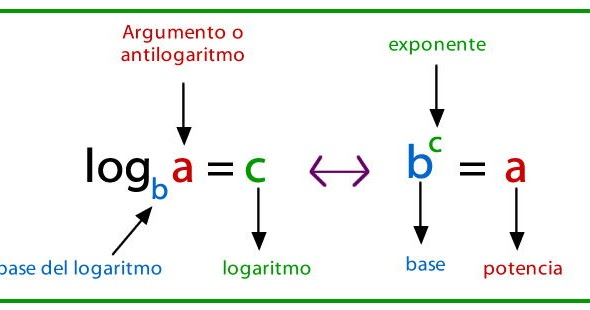 Argumento o
antilogaritmo
exponente
log_b a = c ↔ b^c = a
base del logaritmo
logaritmo
base
potencia